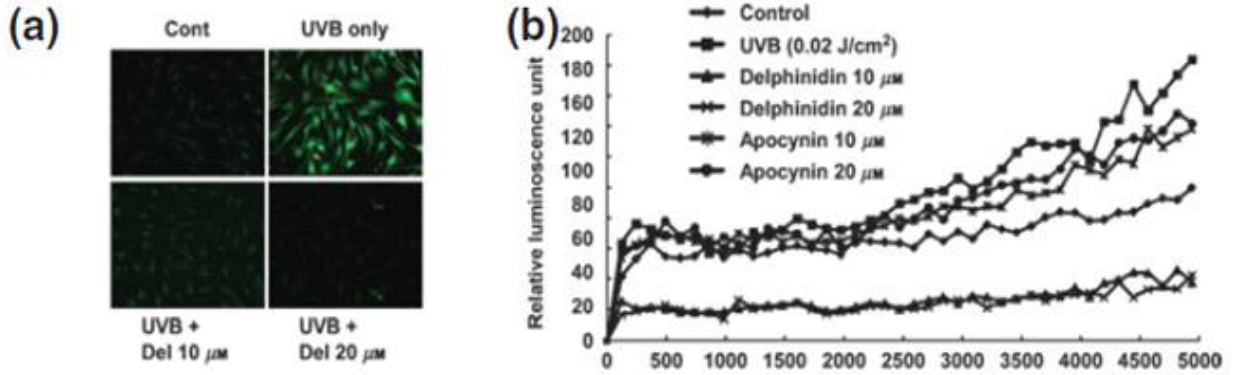 (a)
Cont UVB only
UVB + UVB +
Del 10 μM Del 20 μM
(b)
Control
UVB (0.02 J/cm²)
Delphinidin 10 μM
Delphinidin 20 μM
Apocynin 10 μM
Apocynin 20 μM
Relative luminoscence unit
200
180
160
120
100
80
60
40
20
0
0 500 1000 1500 2000 2500 3000 3500 4000 4500 5000